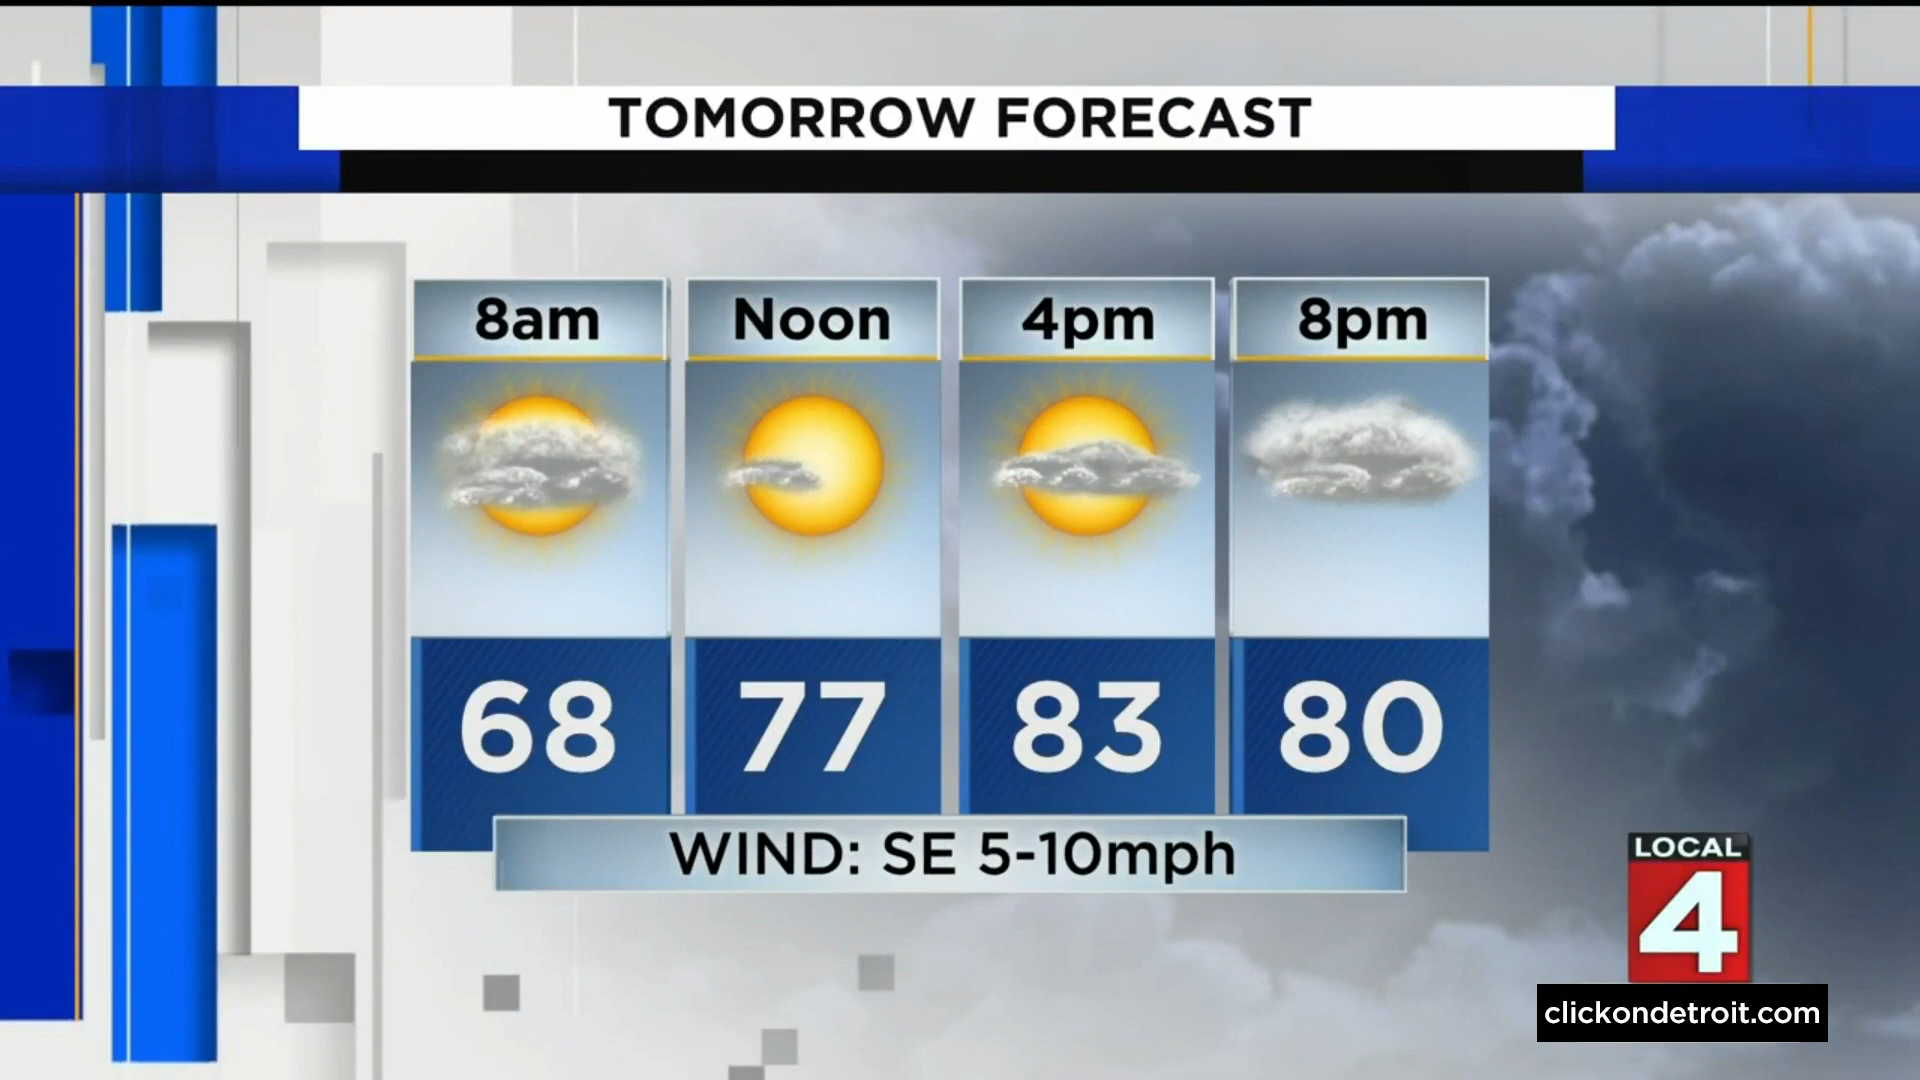 TOMORROW FORECAST
8am Noon 4pm 8pm
68 77 83 80
WIND: SE 5-10mph
LOCAL
4
clickondetroit.com